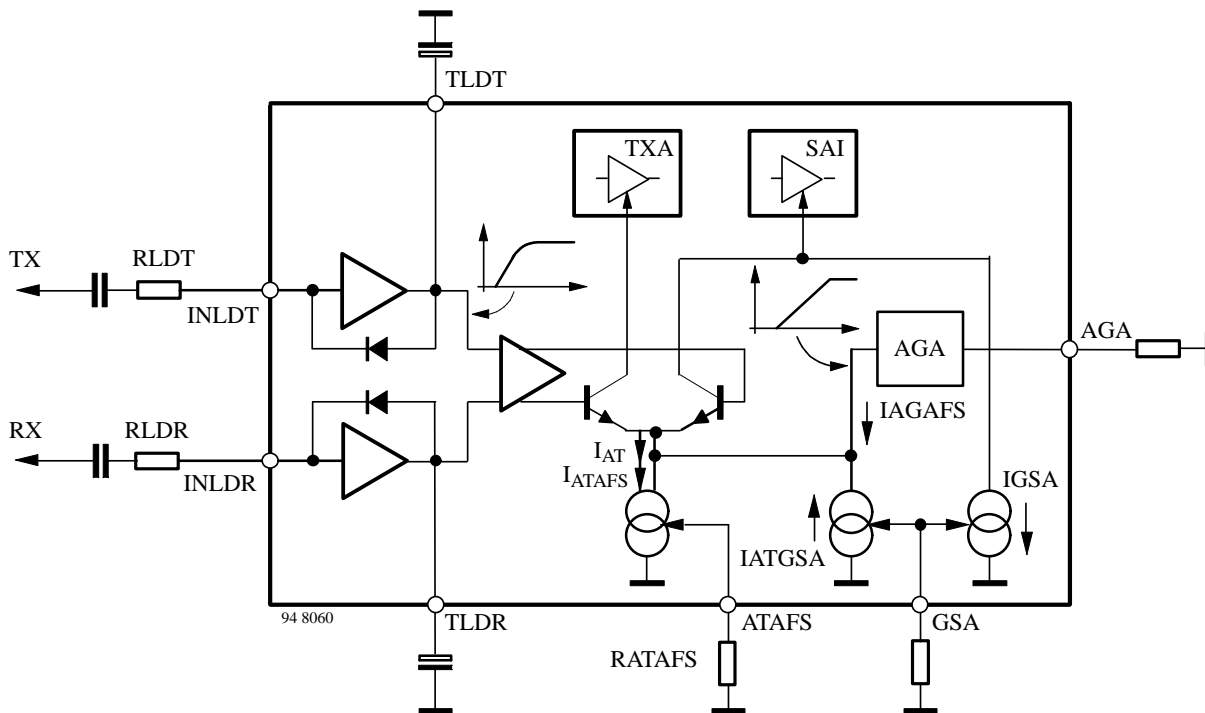 TLDT
TXA
SAI
TX
RLDT
INLDT
AGA
AGA
IAGAFS
RX
RLDR
INLDR
I_AT
I_ATAFS
IGSA
IATGSA
94 8060
TLDR
ATAFS
GSA
RATAFS